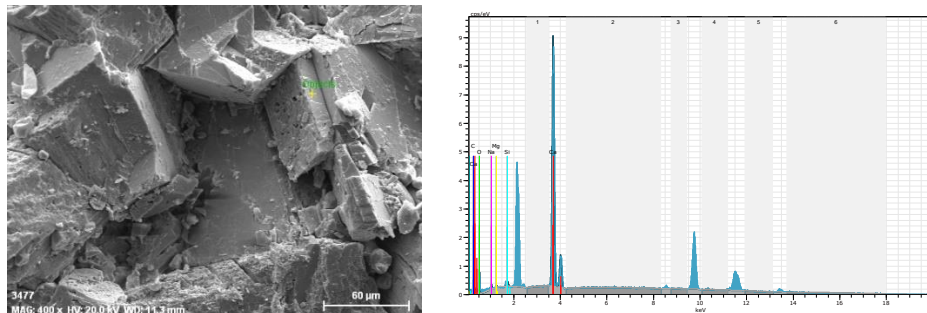 3477
MAG: 400 x HV: 20.0 kV WD: 11.3 mm
60 µm
cps/eV
1 2 3 4 5 6
9
8
7
6
5
4
3
2
1
0
C
Ca
O
Na
Mg
Si
Ca
2 4 6 8 10 12 14 16 18
keV